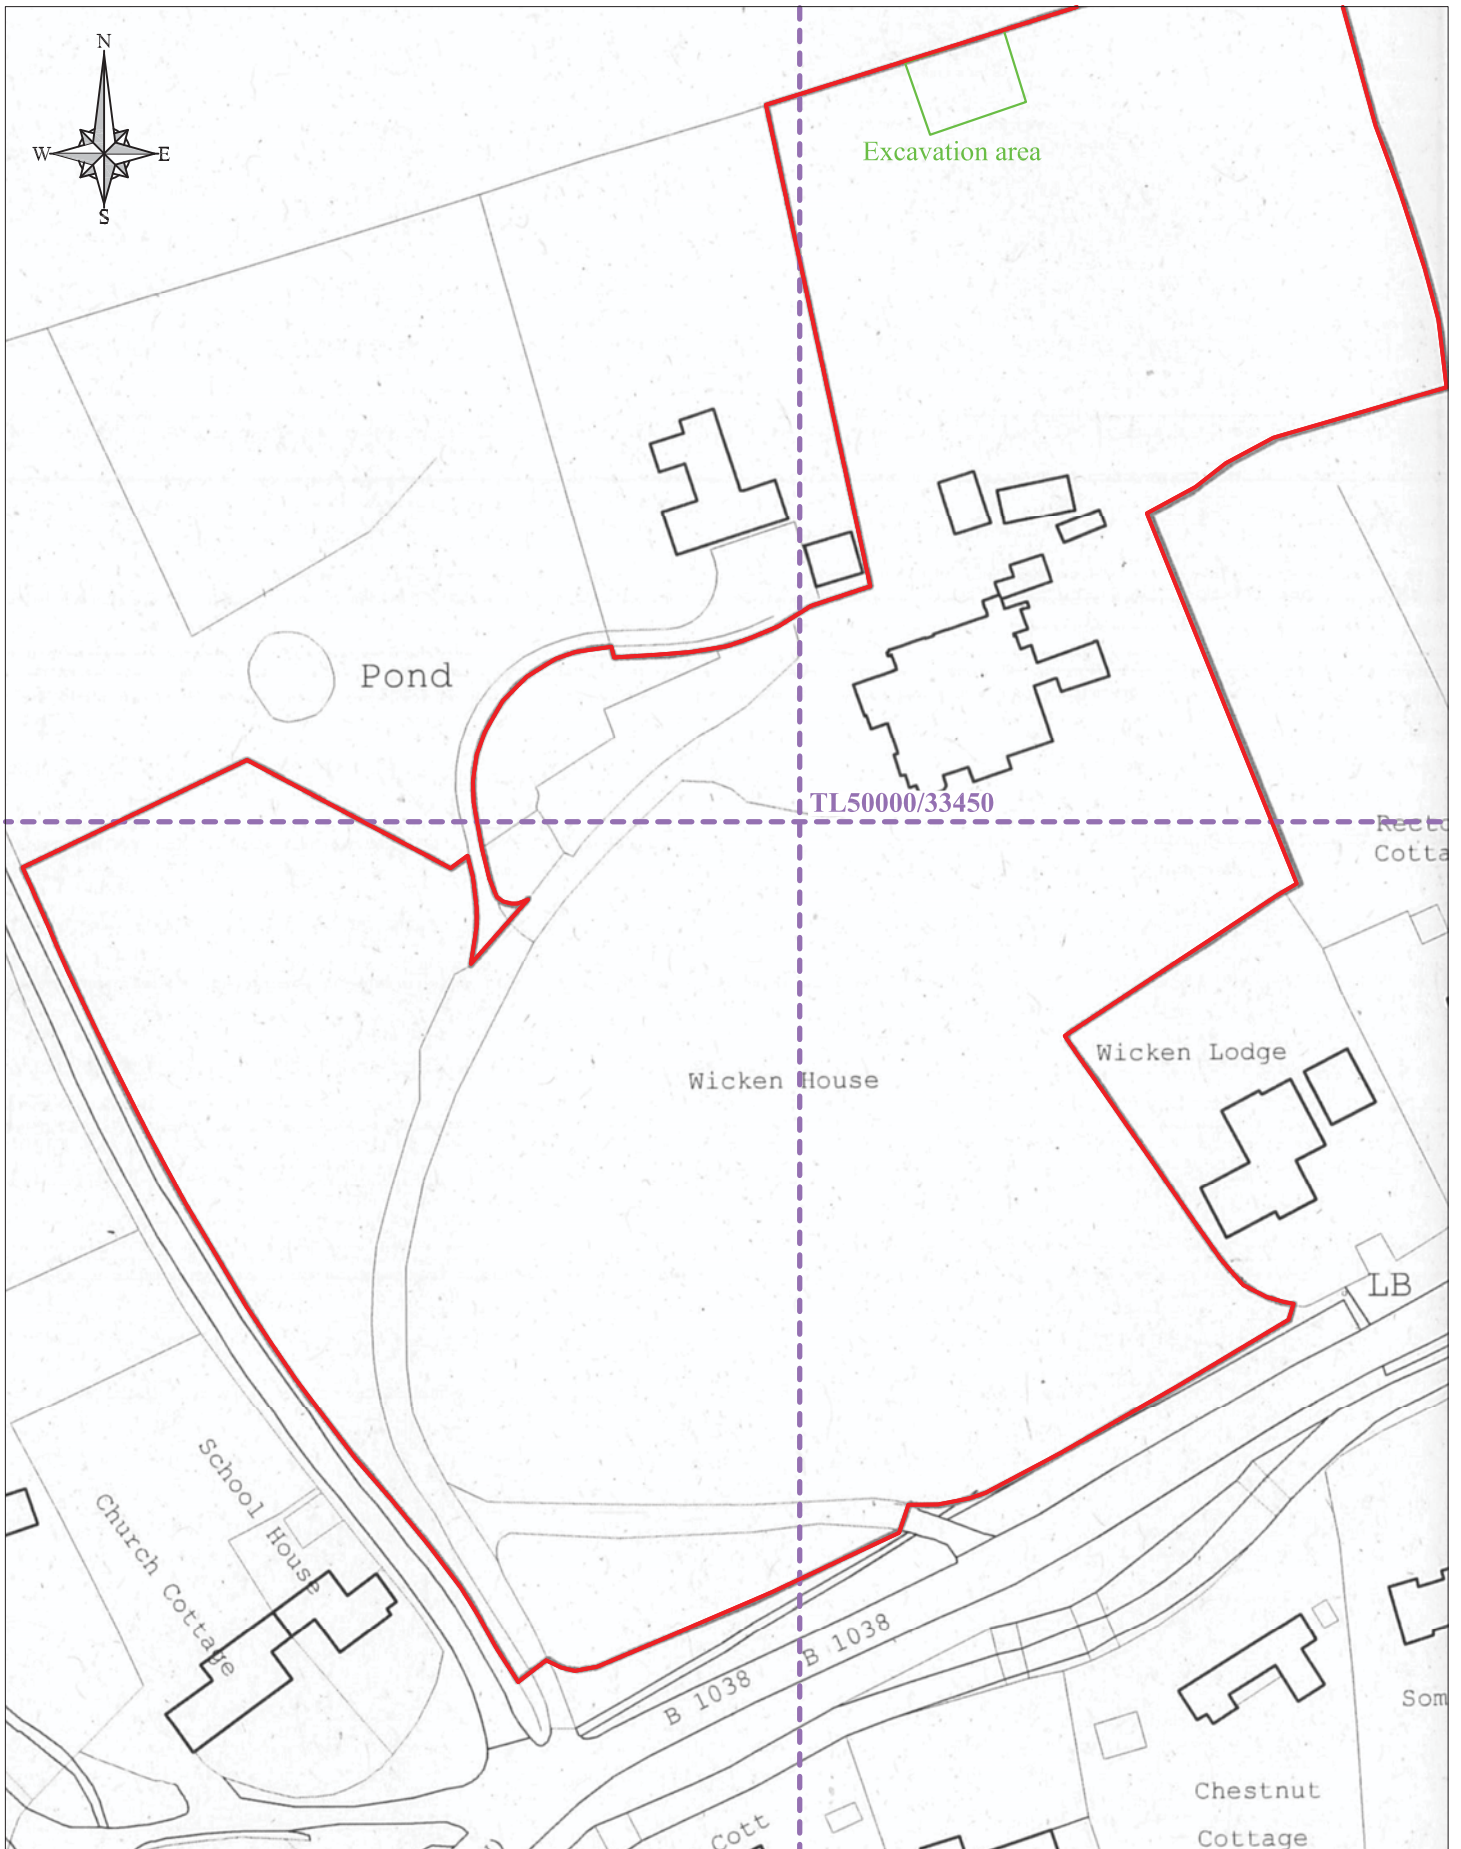 N
W E
S
Excavation area
Pond
TL50000/33450
Recto
Cotta
Wicken Lodge
Wicken House
LB
School House
Church Cottage
B 1038
B 1038
Som
Chestnut
Cottage
Cott